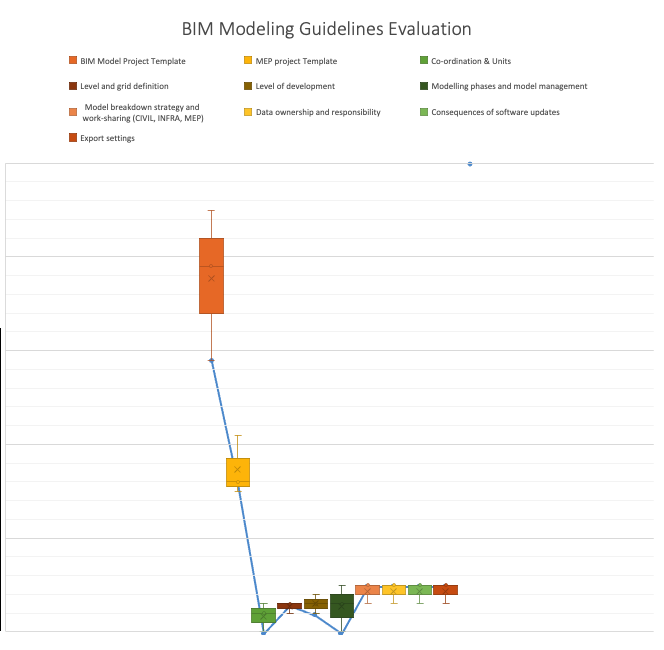 BIM Modeling Guidelines Evaluation
BIM Model Project Template
MEP project Template
Co-ordination & Units
Level and grid definition
Level of development
Modelling phases and model management
Model breakdown strategy and
work-sharing (CIVIL, INFRA, MEP)
Data ownership and responsibility
Consequences of software updates
Export settings